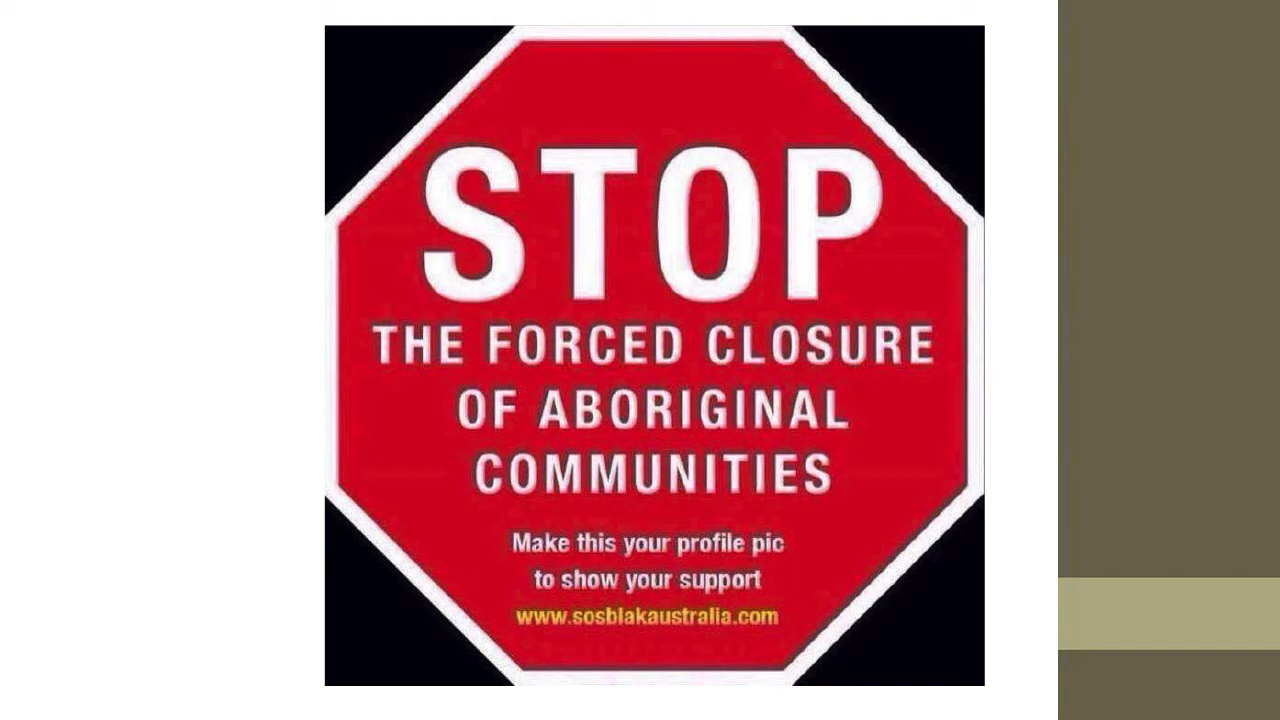 STOP
THE FORCED CLOSURE
OF ABORIGINAL
COMMUNITIES
Make this your profile pic
to show your support
www.sosblakaustralia.com